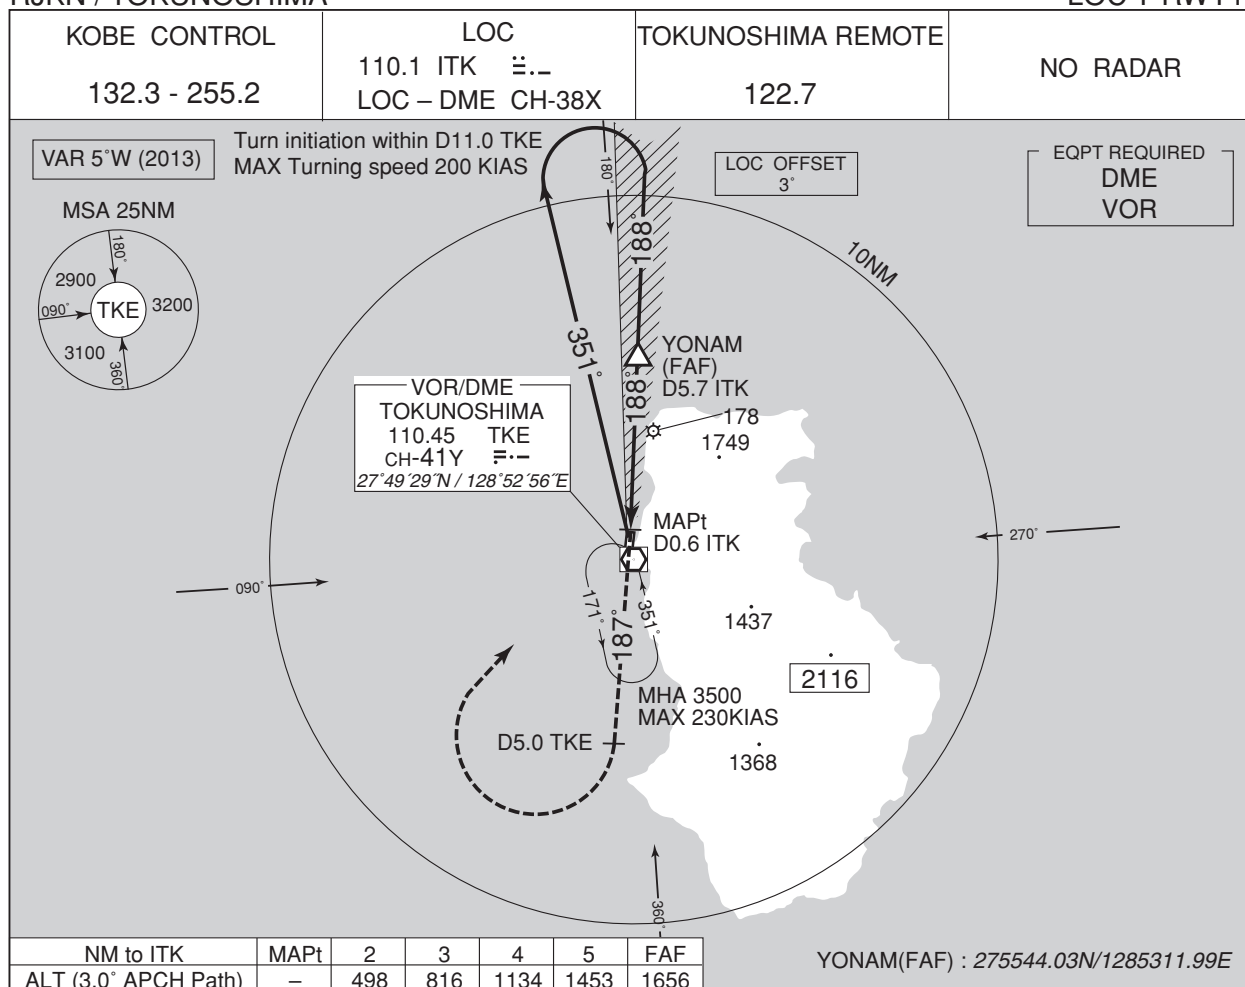 RJKN / TOKUNOSHIMA
KOBE CONTROL
132.3 - 255.2
LOC
110.1 ITK
LOC – DME CH-38X
TOKUNOSHIMA REMOTE
122.7
NO RADAR
VAR 5°W (2013)
Turn initiation within D11.0 TKE
MAX Turning speed 200 KIAS
180°
LOC OFFSET
3°
EQPT REQUIRED
DME
VOR
MSA 25NM
180°
2900
090°
TKE
3200
3100
360°
188°
10NM
351°
YONAM
(FAF)
D5.7 ITK
188°
VOR/DME
TOKUNOSHIMA
110.45 TKE
CH-41Y
27°49´29˝N / 128°52´56˝E
178
1749
MAPt
D0.6 ITK
270°
090°
171°
187°
351°
1437
2116
MHA 3500
MAX 230KIAS
D5.0 TKE
1368
360°
NM to ITK MAPt 2 3 4 5 FAF
ALT (3.0° APCH Path) – 498 816 1134 1453 1656
YONAM(FAF) : 275544.03N/1285311.99E